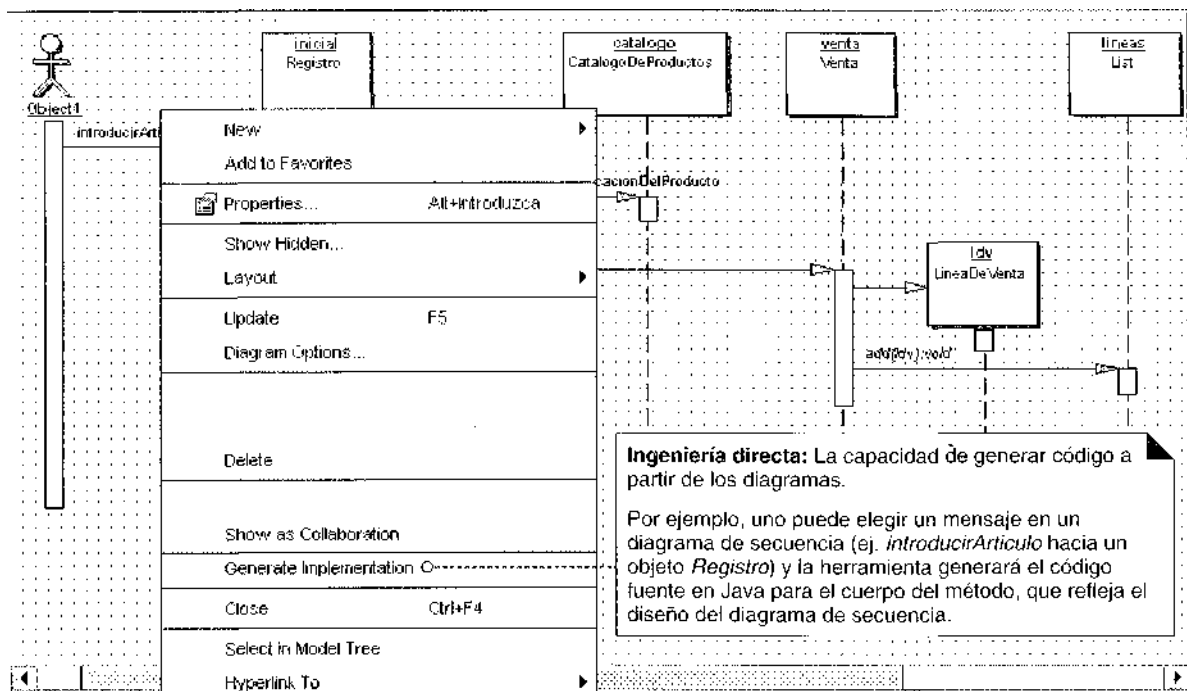 inicial
Registro
catalogo
CatalogoDeProductos
venta
Venta
lineas
List
Object1
introducirArti
New
Add to Favorites
cacionDelProducto
Properties... Alt+Introduzca
Show Hidden...
Layout
ldv
LineaDeVenta
Update F5
Diagram Options...
add(ldv):void
Delete
Show as Collaboration
Generate Implementation
Close Ctrl+F4
Select in Model Tree
Hyperlink To
Ingeniería directa: La capacidad de generar código a
partir de los diagramas.
Por ejemplo, uno puede elegir un mensaje en un
diagrama de secuencia (ej. introducirArticulo hacia un
objeto Registro) y la herramienta generará el código
fuente en Java para el cuerpo del método, que refleja el
diseño del diagrama de secuencia.